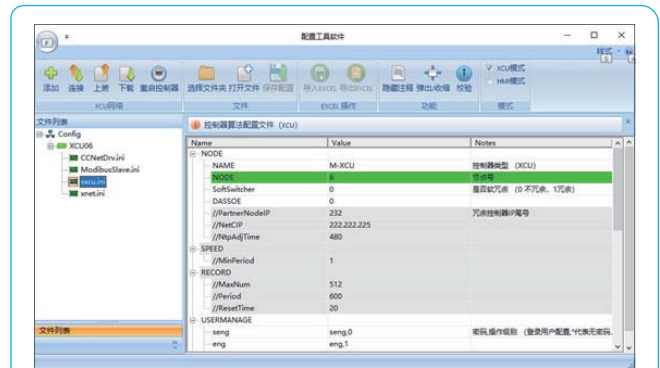 配置工具软件
样式
添加 连接 上装 下载 重启控制器 选择文件夹 打开文件 保存配置 导入EXCEL 导出EXCEL 隐藏注释 弹出/收缩 校验 XCU模式
HMI模式
XCU网络 文件 EXCEL 操作 功能 模式
文件列表
控制器算法配置文件（xcu）
Config
XCU06
CCNetDrv.ini
ModbusSlave.ini
vxcu.ini
xnet.ini
Name Value Notes
NODE
NAME M-XCU 控制器类型 （XCU）
NODE 6 节点号
SoftSwitcher 0 是否软冗余 （0 不冗余、1冗余）
DASSOE 0
//PartnerNodeIP 232 冗余控制器IP尾号
//NetCIP 222.222.225
//NtpAdjTime 480
SPEED
//MinPeriod 1
RECORD
//MaxNum 512
//Period 600
//ResetTime 20
USERMANAGE
seng seng,0 密码,操作级别 （登录用户配置,*代表无密码,
eng eng,1
文件列表